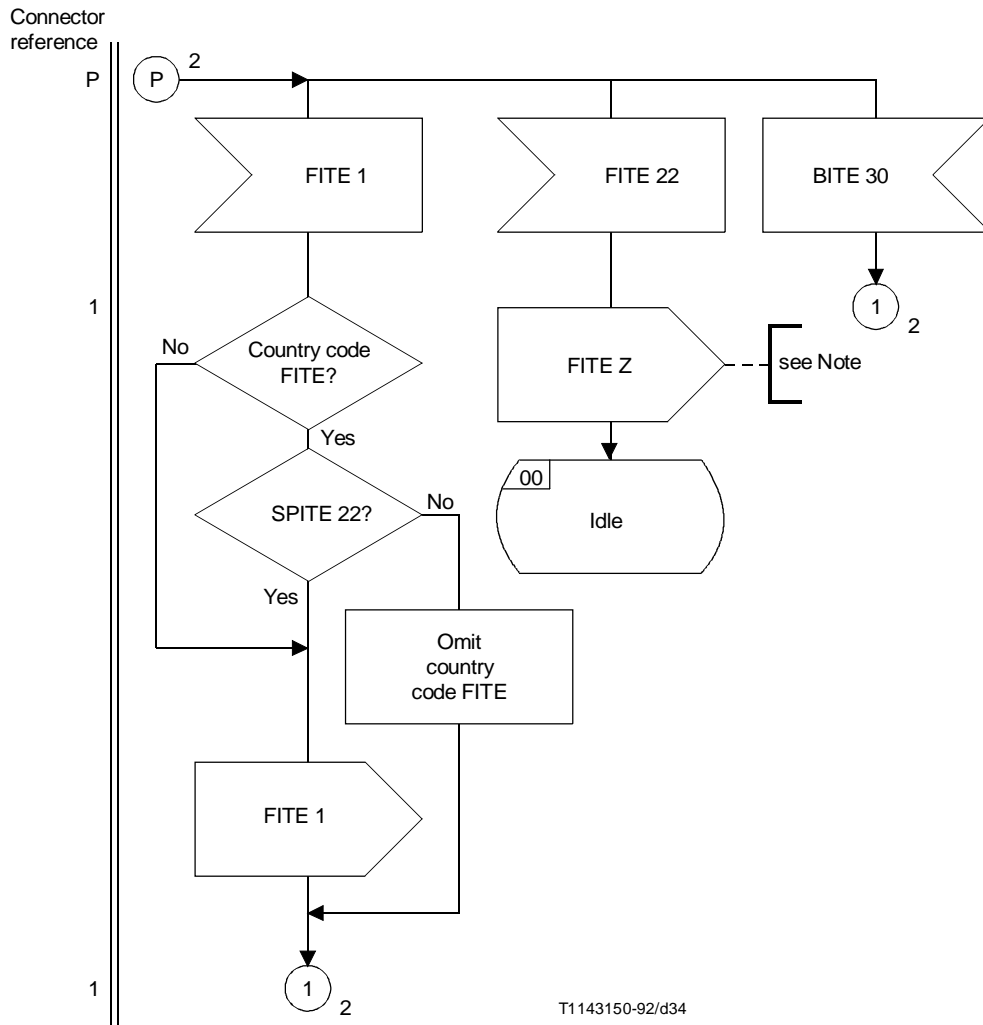 Connector
reference
P
P
2
FITE 1
FITE 22
BITE 30
1
1
2
No
Country code
FITE?
FITE Z
see Note
Yes
00
No
SPITE 22?
Idle
Yes
Omit
country
code FITE
FITE 1
1
1
2
T1143150-92/d34